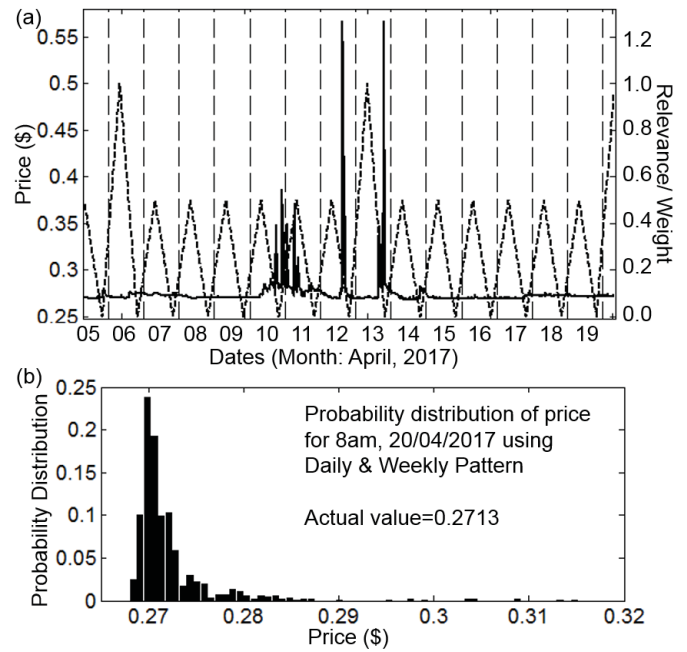 (a)
0.55
0.5
0.45
0.4
0.35
0.3
0.25
Price ($)
1.2
1.0
0.8
0.6
0.4
0.2
0.0
Relevance/ Weight
05 06 07 08 09 10 11 12 13 14 15 16 17 18 19
Dates (Month: April, 2017)
(b)
0.25
0.2
0.15
0.1
0.05
0
Probability Distribution
Probability distribution of price
for 8am, 20/04/2017 using
Daily & Weekly Pattern
Actual value=0.2713
0.27 0.28 0.29 0.3 0.31 0.32
Price ($)